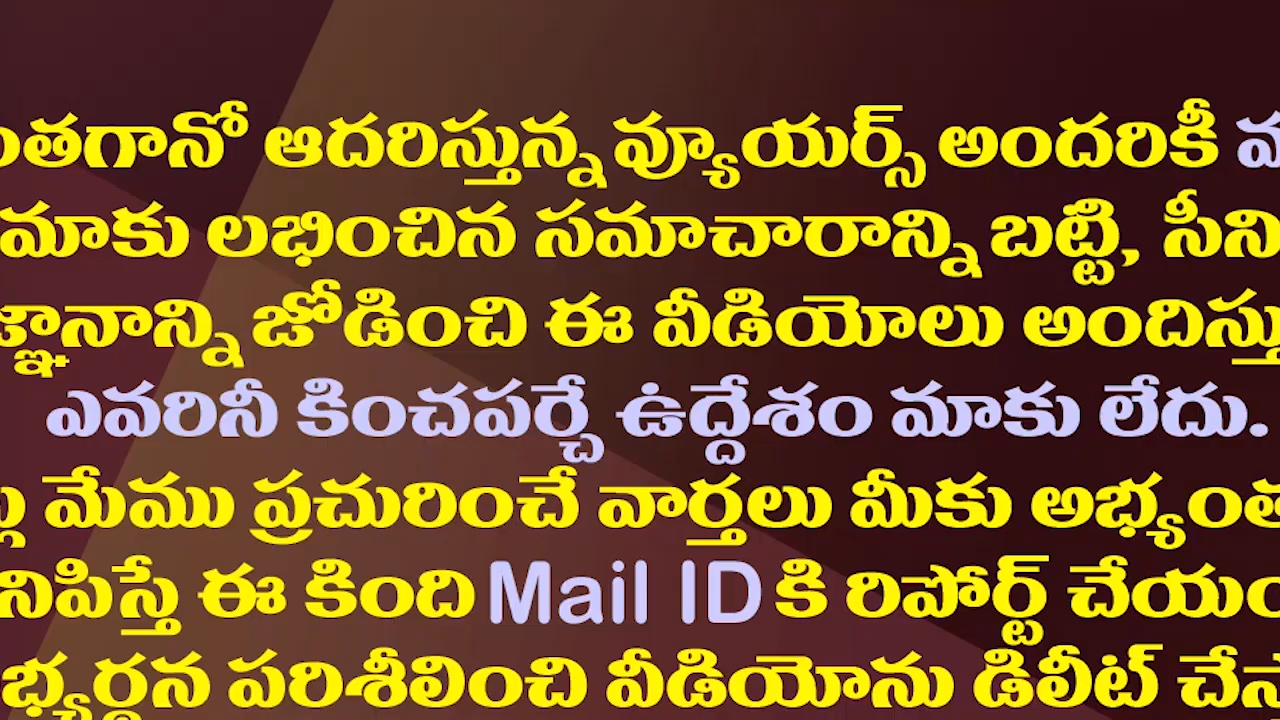 ఆదరిస్తున్న వ్యూయర్స్ అందరికీ
మాకు లభించిన సమాచారాన్ని బట్టి, సీని
జోడించి ఈ వీడియోలు
ఎవరినీ కించపర్చే ఉద్దేశం మాకు లేదు.
మేము ప్రచురించే వార్తలు మీకు
ఈ కింది Mail ID కి రిపోర్ట్
పరిశీలించి వీడియోను డిలీట్